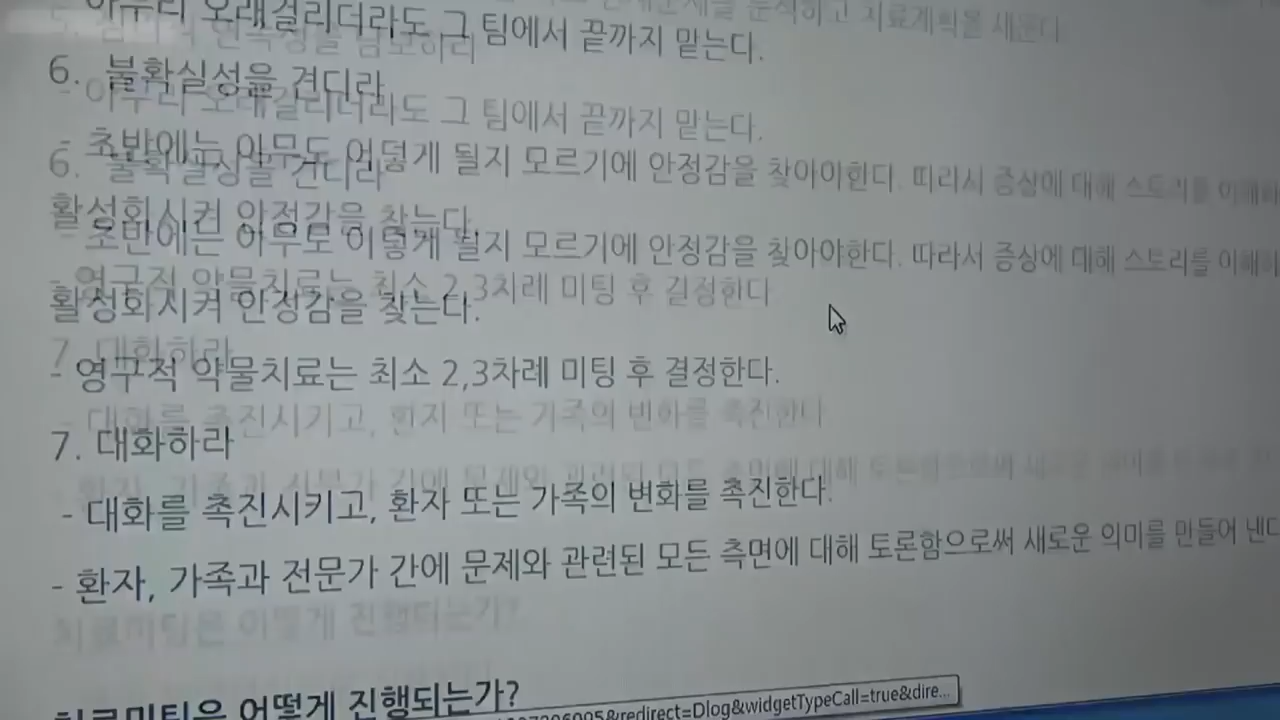 아무리 오래걸리더라도 그 팀에서 끝까지 맡는다.
6. 불확실성을 견디라
- 초반에는 아무도 어떻게 될지 모르기에 안정감을 찾아야한다. 따라서 증상에 대해 스토리를 이해하
활성화시켜 안정감을 찾는다.
- 영구적 약물치료는 최소 2,3차례 미팅 후 결정한다.
7. 대화하라
- 대화를 촉진시키고, 환자 또는 가족의 변화를 촉진한다.
- 환자, 가족과 전문가 간에 문제와 관련된 모든 측면에 대해 토론함으로써 새로운 의미를 만들어 낸다
치료미팅은 어떻게 진행되는가?
&redirect=Dlog&widgetTypeCall=true&dire...